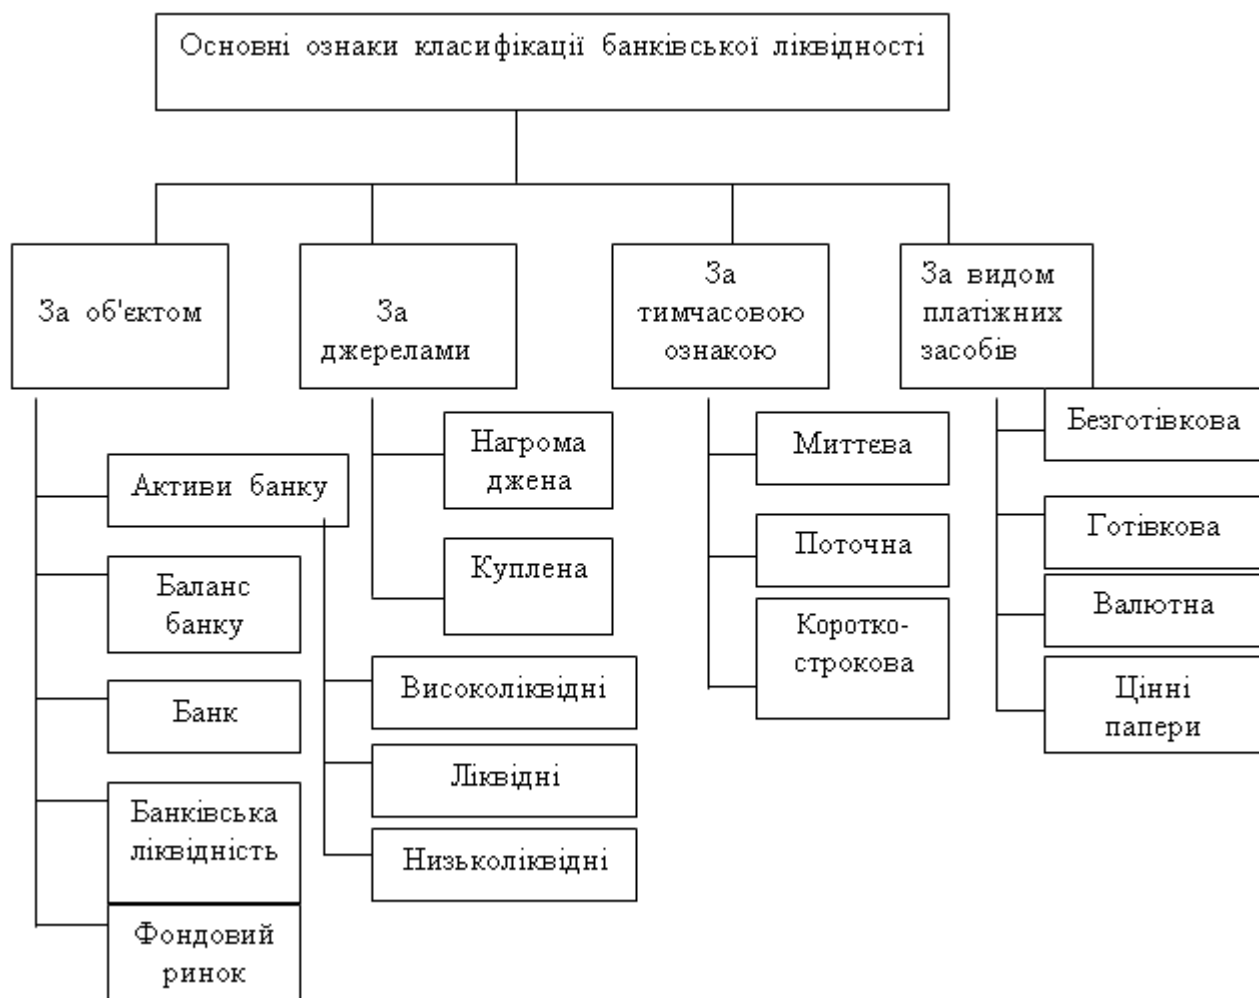 Основні ознаки класифікації банківської ліквідності
За об'єктом
За
джерелами
За
тимчасовою
ознакою
За видом
платіжних
засобів
Активи банку
Баланс
банку
Банк
Банківська
ліквідність
Фондовий
ринок
Високоліквідні
Ліквідні
Низьколіквідні
Нагрома
джена
Куплена
Миттєва
Поточна
Коротко-
строкова
Безготівкова
Готівкова
Валютна
Цінні
папери